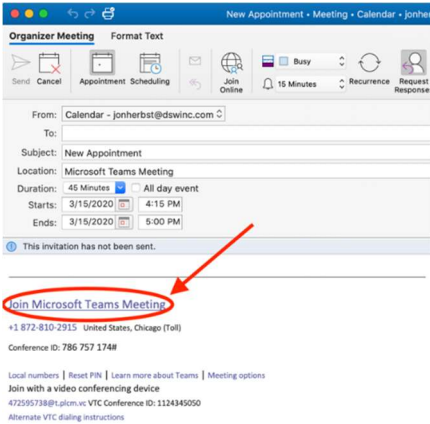 New Appointment • Meeting • Calendar • jonher
Organizer Meeting Format Text
Send Cancel Appointment Scheduling Join Online Busy 15 Minutes Recurrence Request Response
From: Calendar - jonherbst@dswinc.com
To:
Subject: New Appointment
Location: Microsoft Teams Meeting
Duration: 45 Minutes All day event
Starts: 3/15/2020 4:15 PM
Ends: 3/15/2020 5:00 PM
This invitation has not been sent.
Join Microsoft Teams Meeting
+1 872-810-2915 United States, Chicago (Toll)
Conference ID: 786 757 174#
Local numbers | Reset PIN | Learn more about Teams | Meeting options
Join with a video conferencing device
472595738@t.plcm.vc VTC Conference ID: 1124345050
Alternate VTC dialing instructions